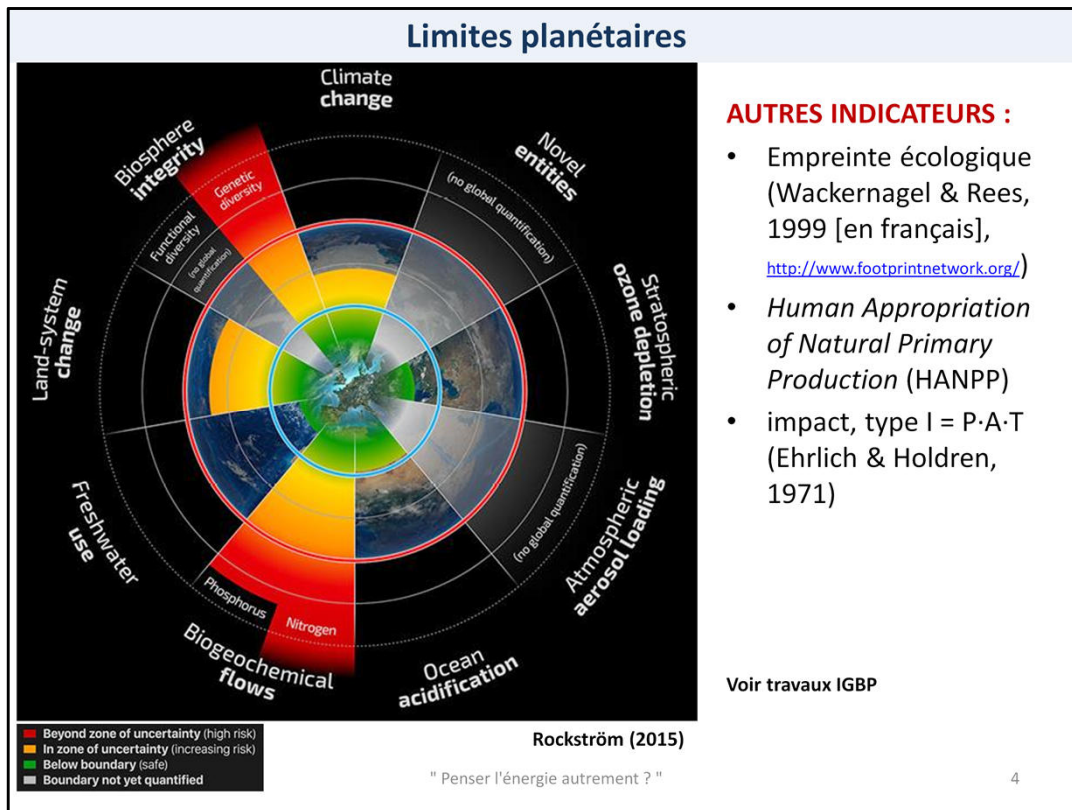 Limites planétaires
Climate
change
Novel
entities
(no global quantification)
Stratospheric
ozone depletion
Atmospheric
aerosol loading
(no global quantification)
Ocean
acidification
Biogeochemical
flows
Phosphorus
Nitrogen
Freshwater
use
Land-system
change
Biosphere
integrity
Functional
diversity
(no global
quantification)
Genetic
diversity
Beyond zone of uncertainty (high risk)
In zone of uncertainty (increasing risk)
Below boundary (safe)
Boundary not yet quantified
Rockström (2015)
AUTRES INDICATEURS :
• Empreinte écologique
(Wackernagel & Rees,
1999 [en français],
http://www.footprintnetwork.org/)
• Human Appropriation
of Natural Primary
Production (HANPP)
• impact, type I = P·A·T
(Ehrlich & Holdren,
1971)
Voir travaux IGBP
" Penser l'énergie autrement ? "
4